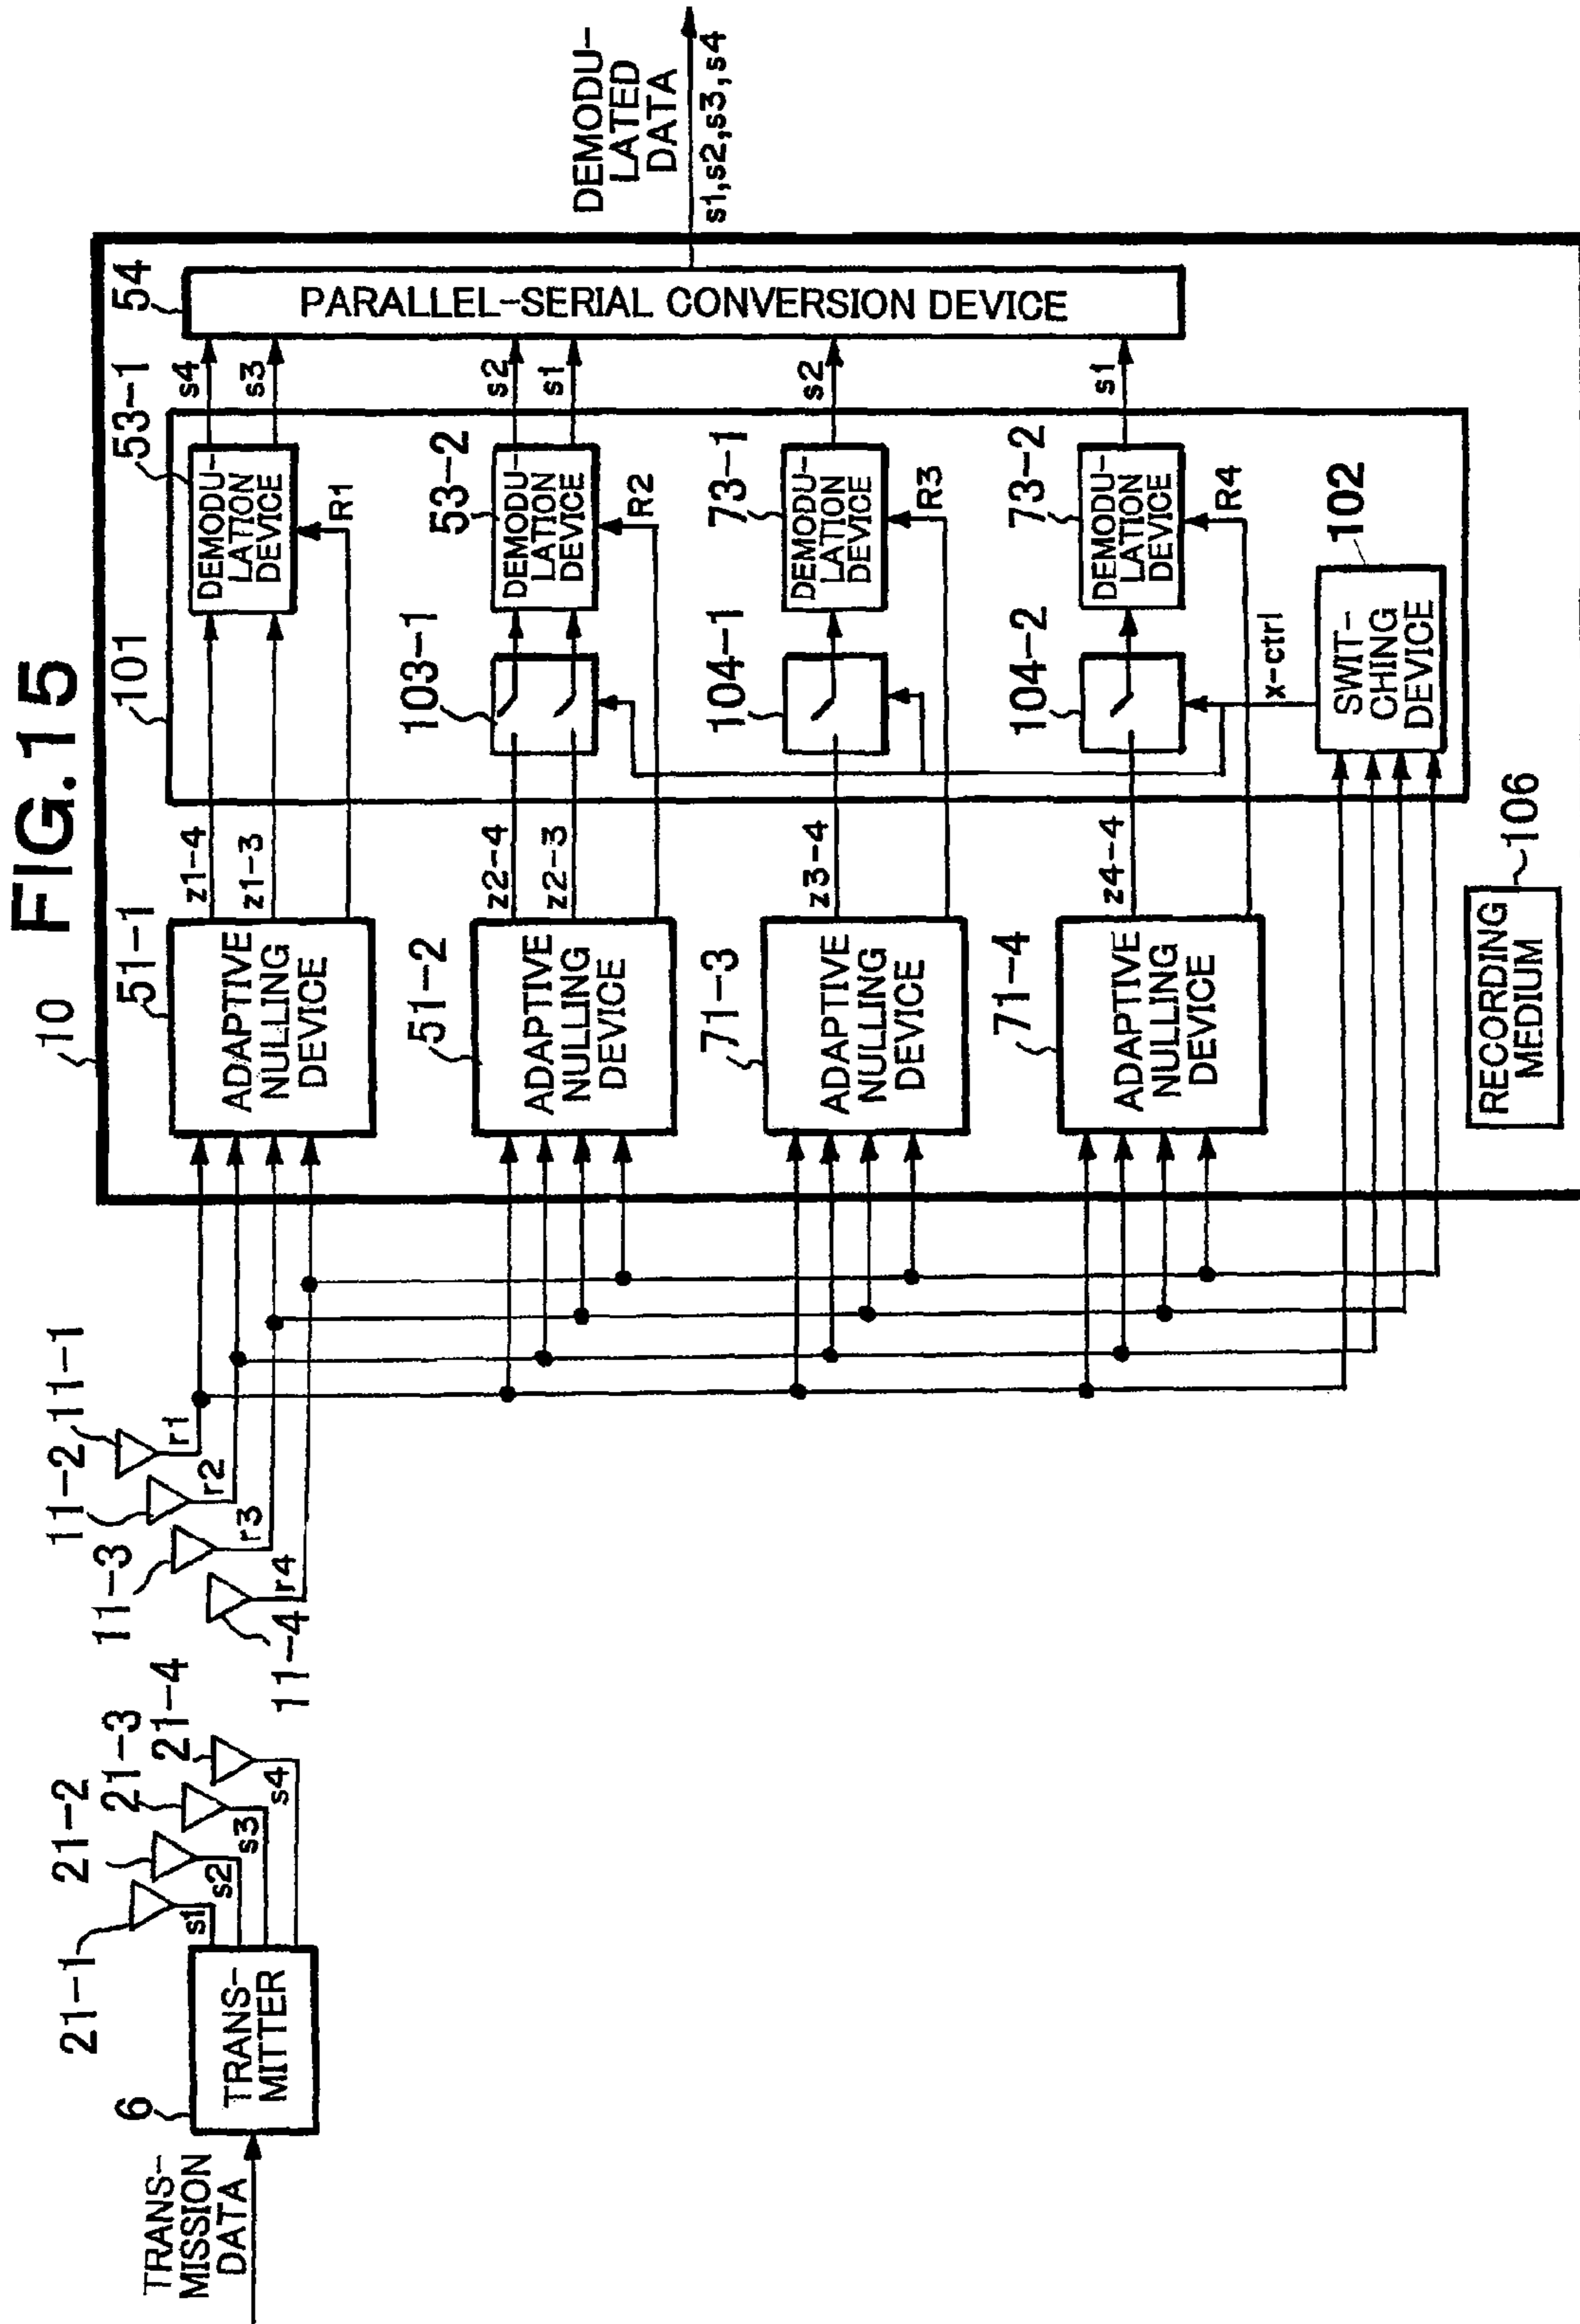 FIG.15
TRANS-
MISSION
DATA
6
TRANS-
MITTER
21-1
21-2
21-3
21-4
s1
s2
s3
s4
11-1
11-2
11-3
11-4
r1
r2
r3
r4
10
51-1
ADAPTIVE
NULLING
DEVICE
z1-4
z1-3
101
53-1
DEMODU-
LATION
DEVICE
R1
s4
s3
54
PARALLEL-SERIAL CONVERSION DEVICE
DEMODU-
LATED
DATA
s1,s2,s3,s4
51-2
ADAPTIVE
NULLING
DEVICE
z2-4
z2-3
103-1
53-2
DEMODU-
LATION
DEVICE
R2
s2
s1
71-3
ADAPTIVE
NULLING
DEVICE
z3-4
104-1
73-1
DEMODU-
LATION
DEVICE
R3
s2
71-4
ADAPTIVE
NULLING
DEVICE
z4-4
104-2
73-2
DEMODU-
LATION
DEVICE
R4
s1
x-ctrl
102
SWIT-
CHING
DEVICE
RECORDING
MEDIUM
106